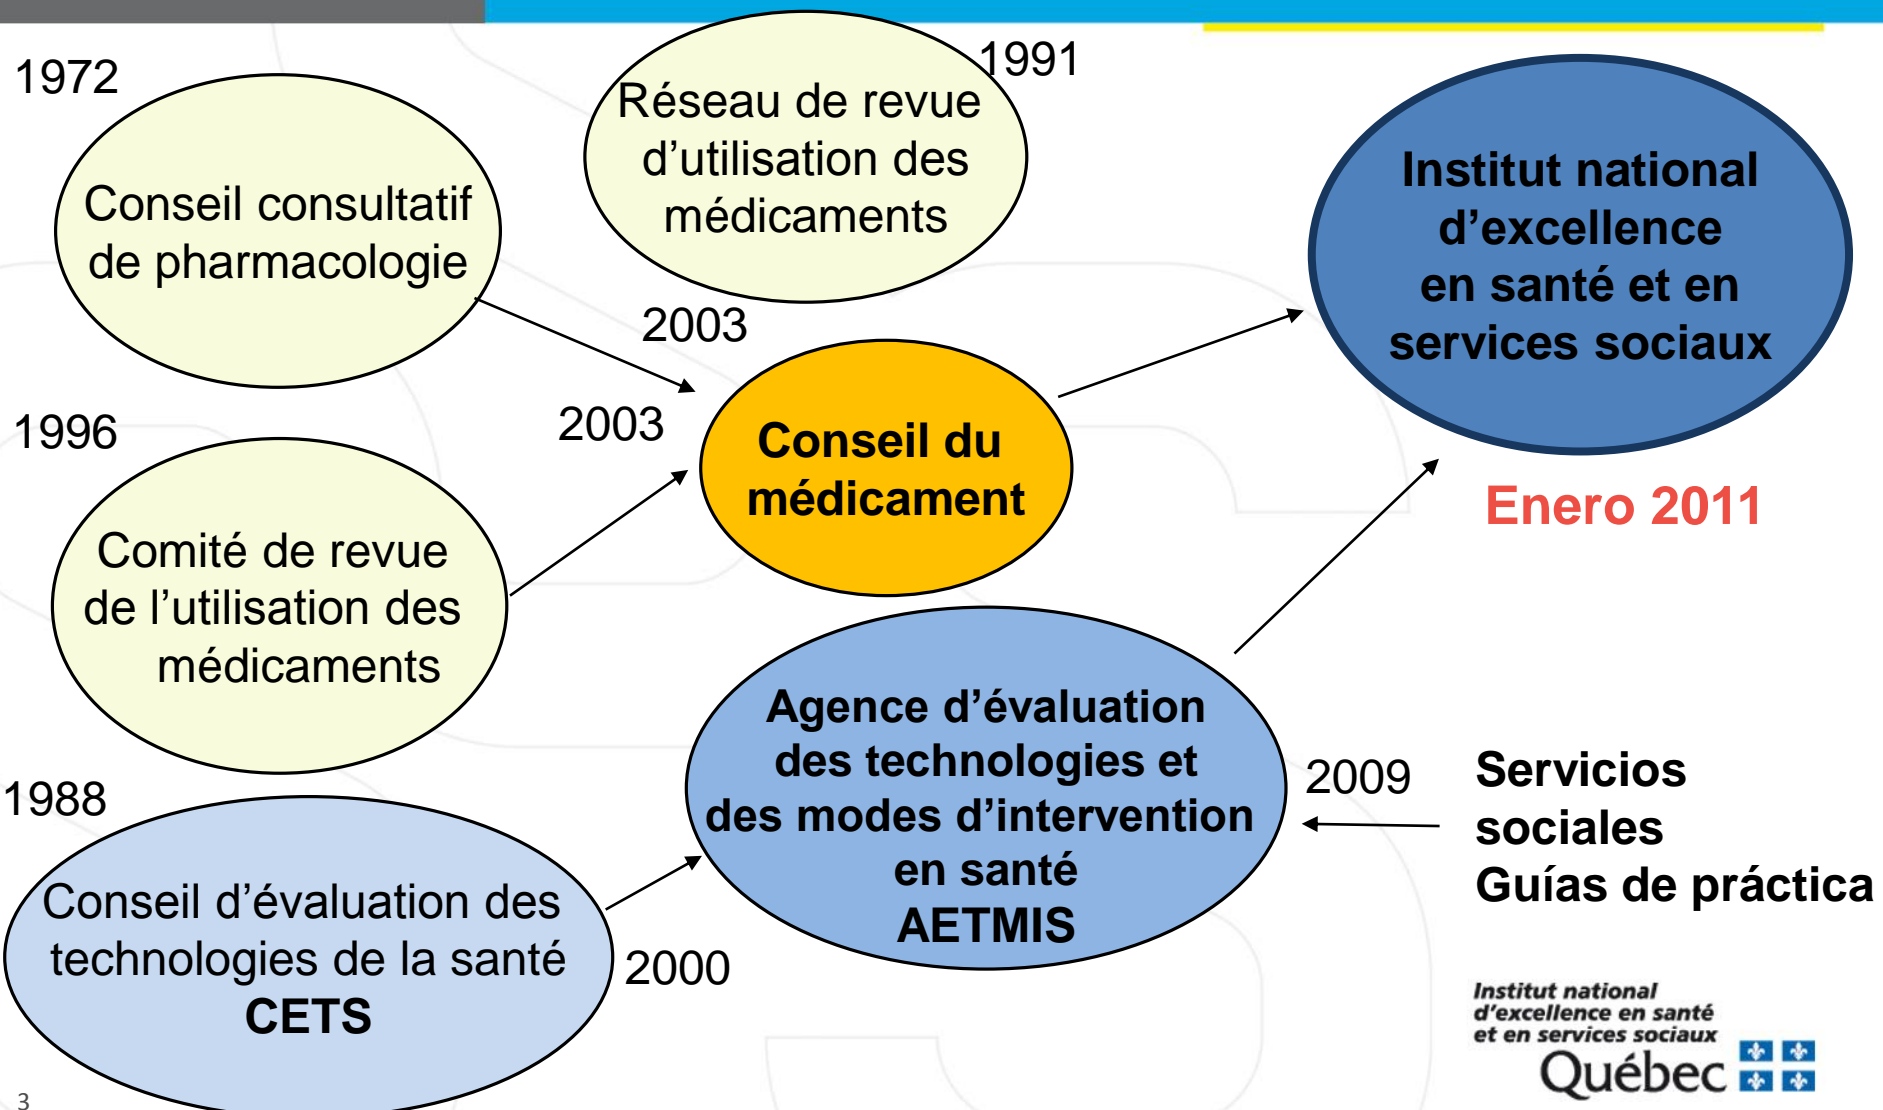 1972
Conseil consultatif
de pharmacologie
1991
Réseau de revue
d’utilisation des
médicaments
Institut national
d’excellence
en santé et en
services sociaux
Enero 2011
2003
2003
Conseil du
médicament
1996
Comité de revue
de l’utilisation des
médicaments
Agence d’évaluation
des technologies et
des modes d’intervention
en santé
AETMIS
2009
Servicios
sociales
Guías de práctica
1988
Conseil d’évaluation des
technologies de la santé
CETS
2000
Institut national
d’excellence en santé
et en services sociaux
Québec
3